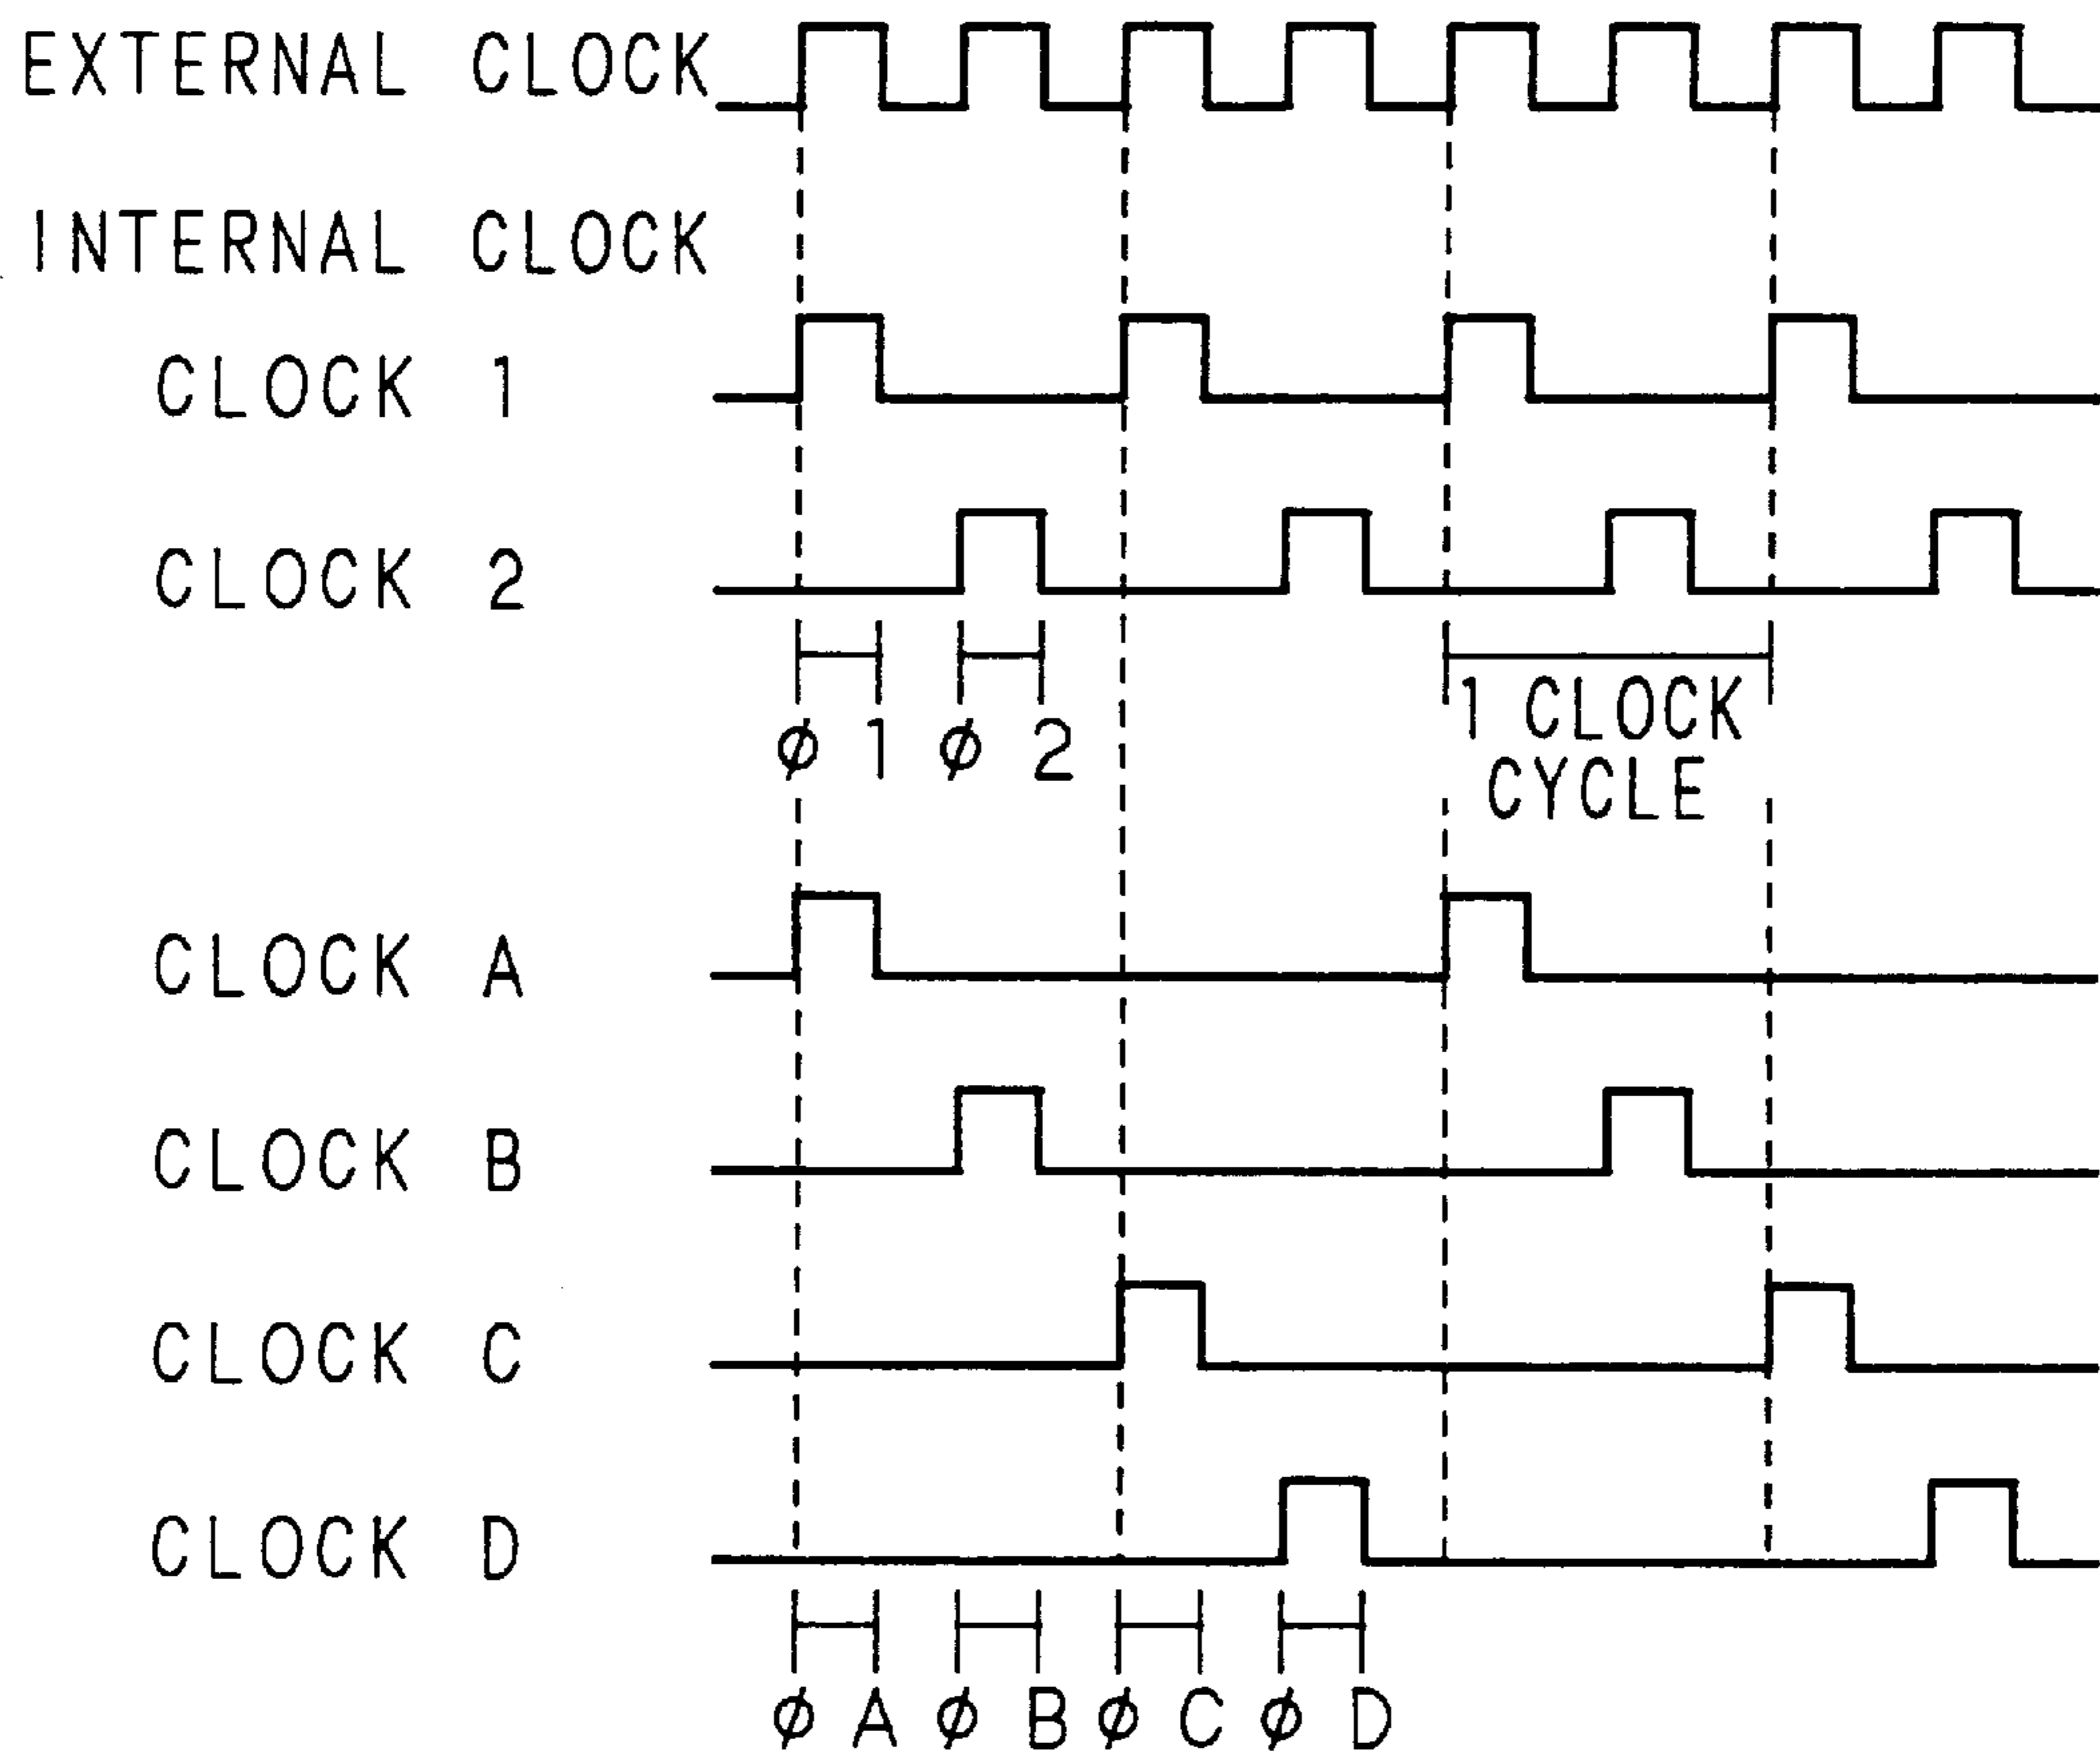 EXTERNAL CLOCK
INTERNAL CLOCK
CLOCK 1
CLOCK 2
ø 1 ø 2
1 CLOCK
CYCLE
CLOCK A
CLOCK B
CLOCK C
CLOCK D
ø A ø B ø C ø D